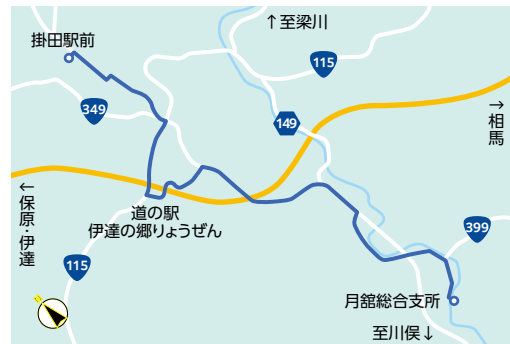 ↑至梁川
掛田駅前
115
349
149
→相馬
←保原・伊達
道の駅
伊達の郷りょうぜん
399
115
月舘総合支所
至川俣↓